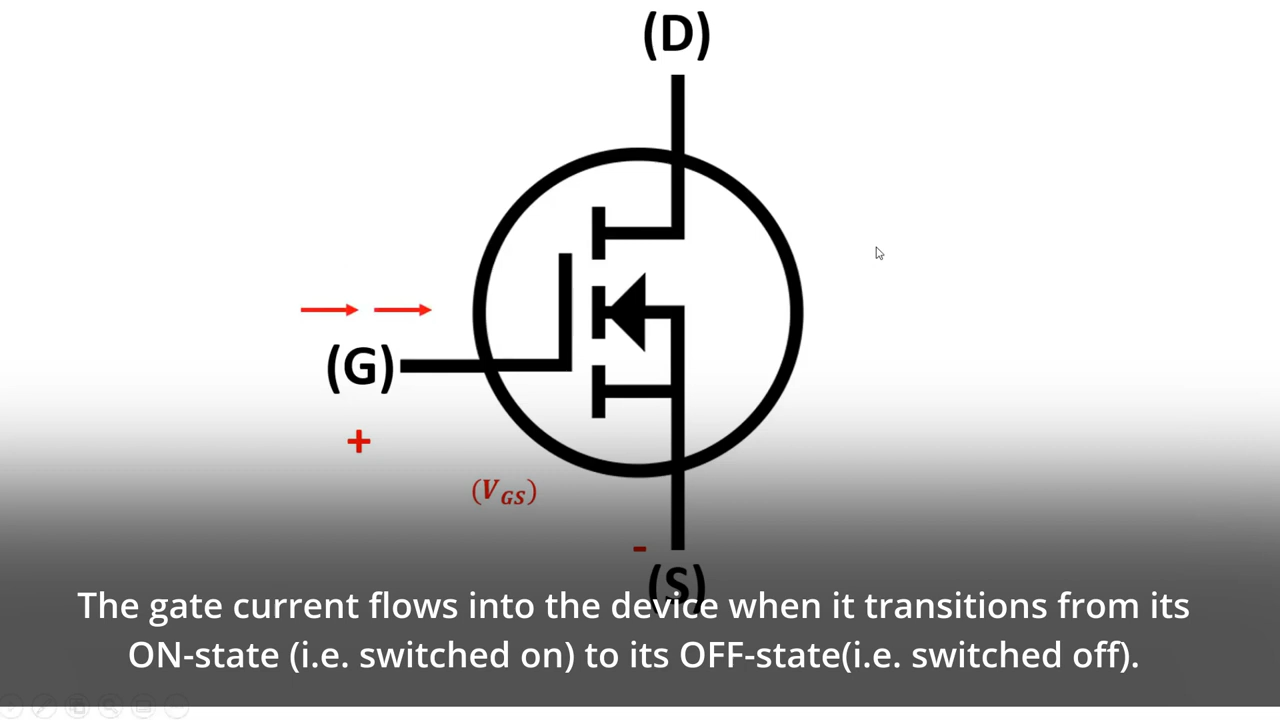 (D)
(G)
+
(V_GS)
-
(S)
The gate current flows into the device when it transitions from its
ON-state (i.e. switched on) to its OFF-state(i.e. switched off).